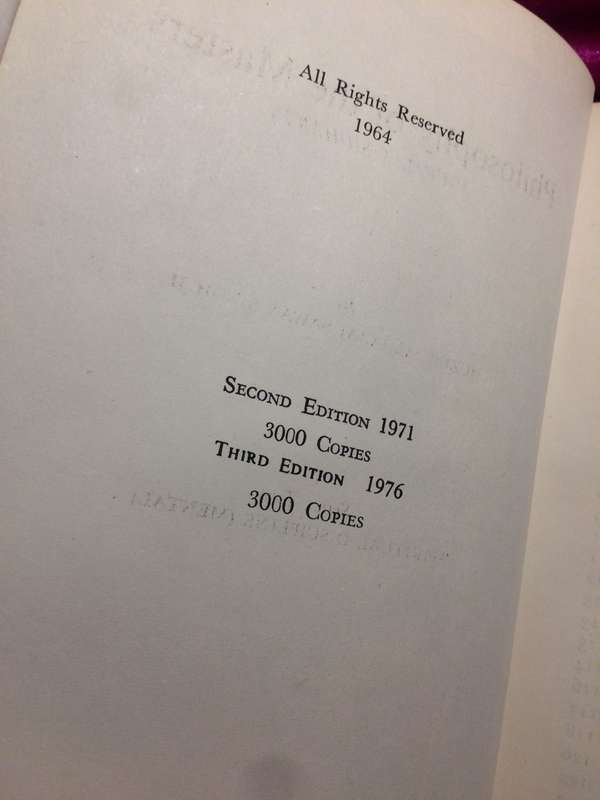 All Rights Reserved
1964
SECOND EDITION 1971
3000 COPIES
THIRD EDITION 1976
3000 COPIES